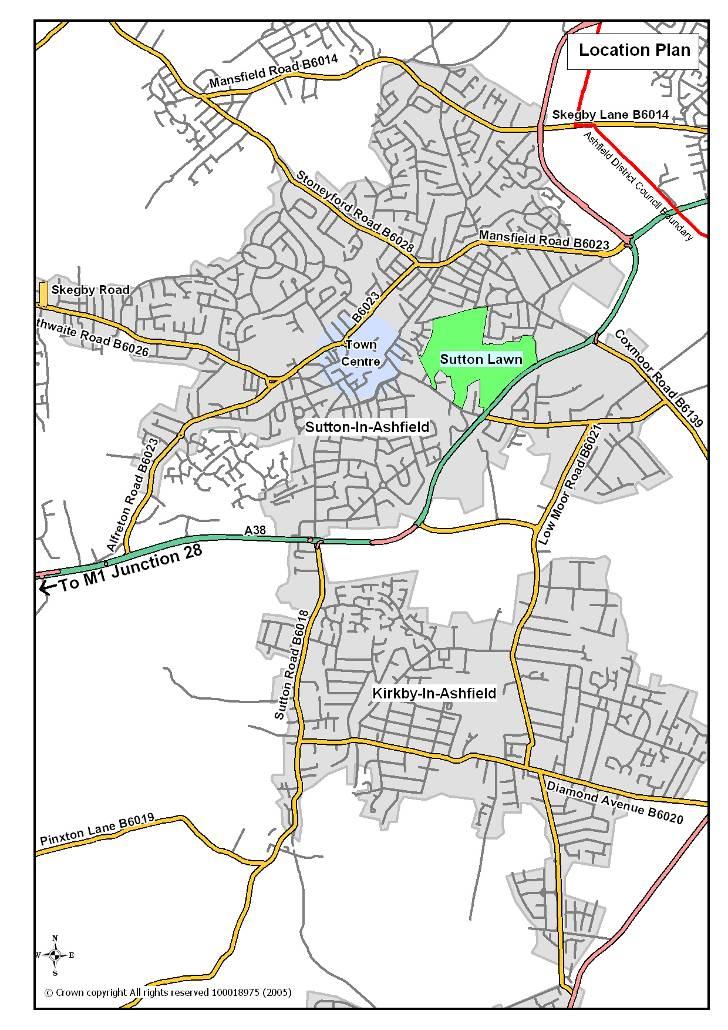 Location Plan
Mansfield Road B6014
Skegby Lane B6014
Ashfield District Council Boundary
Stoneyford Road B6028
Mansfield Road B6023
Skegby Road
B6023
thwaite Road B6026
Town
Centre
Sutton Lawn
Coxmoor Road B6139
Sutton-In-Ashfield
Alfreton Road B6023
Low Moor Road B6021
A38
To M1 Junction 28
Sutton Road B6018
Kirkby-In-Ashfield
Diamond Avenue B6020
Pinxton Lane B6019
N
W
E
S
© Crown copyright All rights reserved 100018975 (2005)